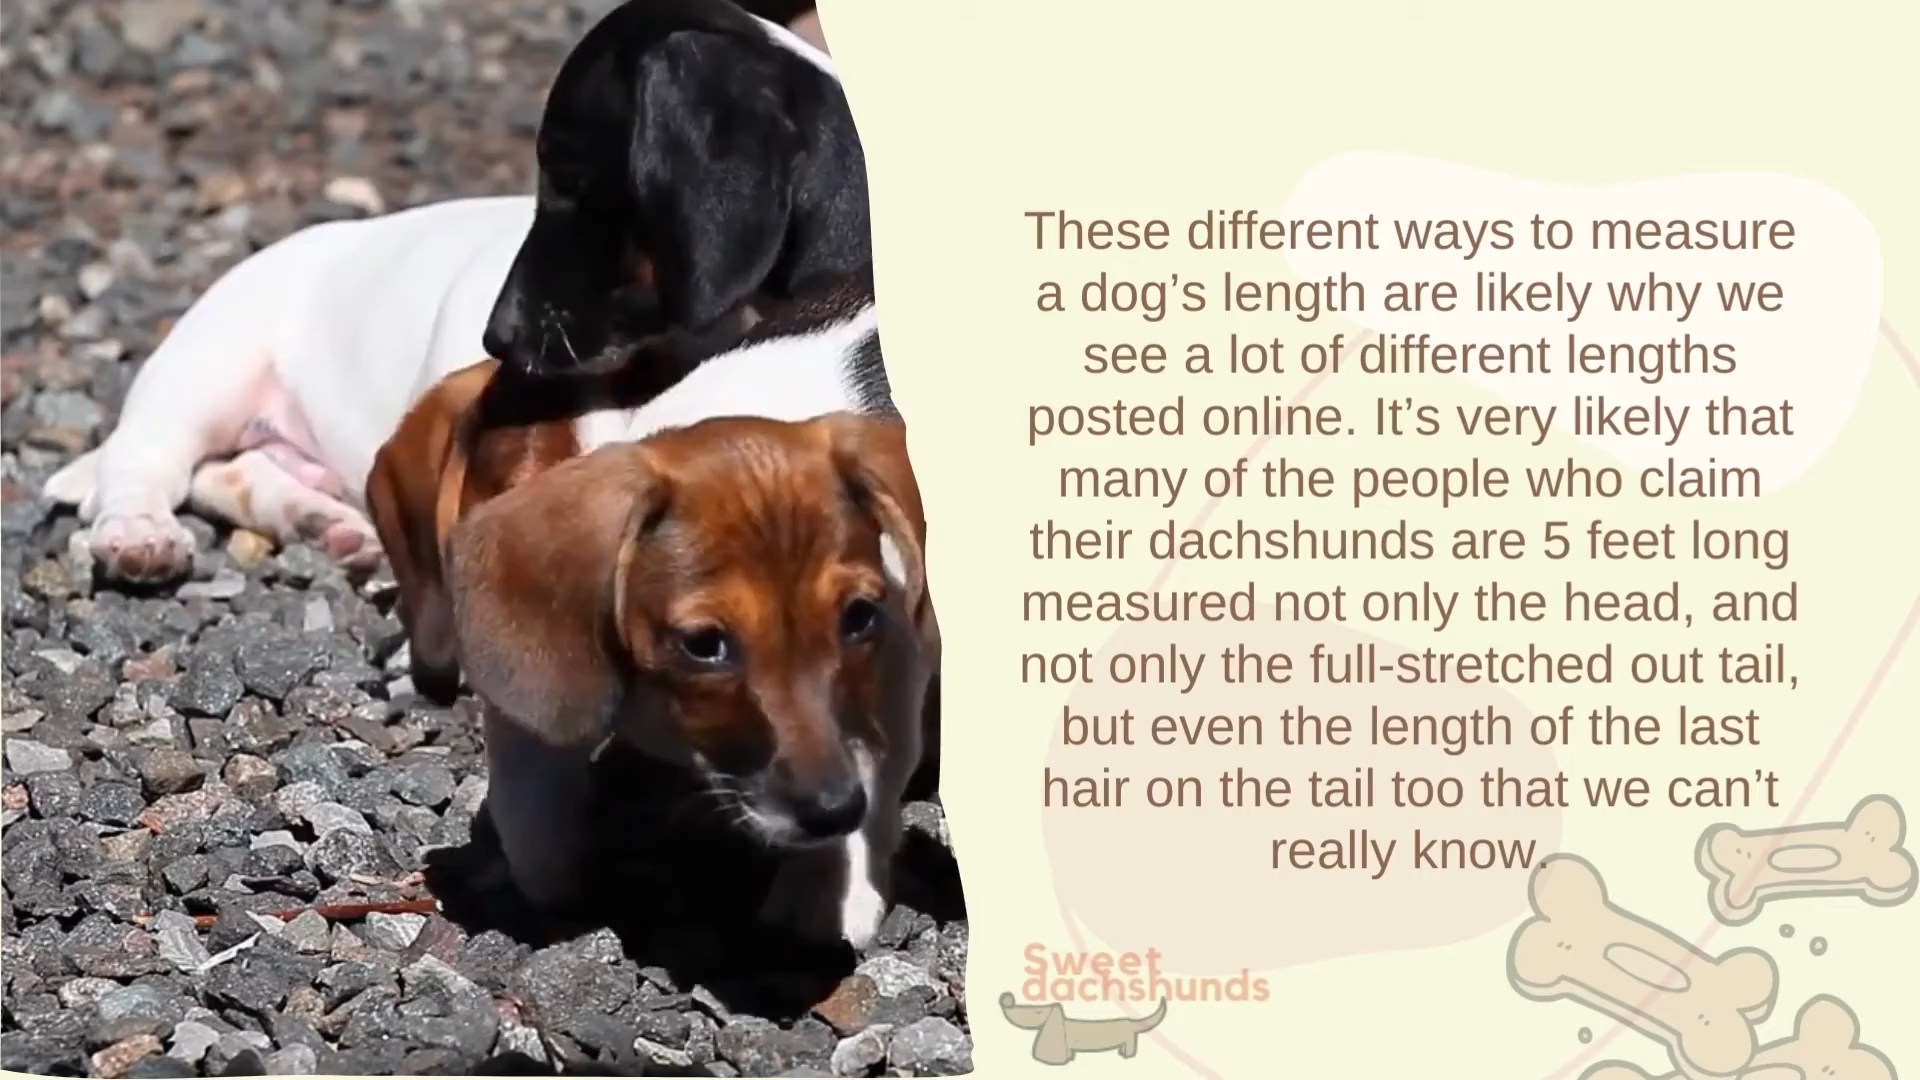 These different ways to measure
a dog’s length are likely why we
see a lot of different lengths
posted online. It’s very likely that
many of the people who claim
their dachshunds are 5 feet long
measured not only the head, and
not only the full-stretched out tail,
but even the length of the last
hair on the tail too that we can’t
really know.
Sweet
dachshunds